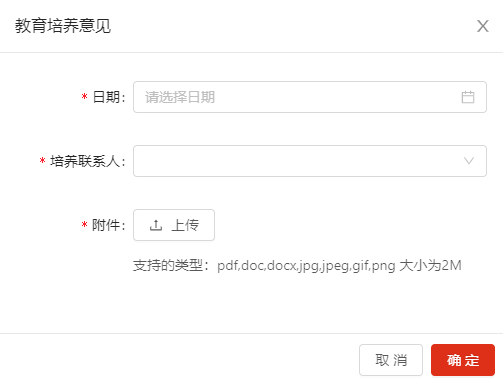 教育培养意见
* 日期：
请选择日期
* 培养联系人：
* 附件：
上传
支持的类型：pdf,doc,docx,jpg,jpeg,gif,png 大小为2M
取 消
确 定